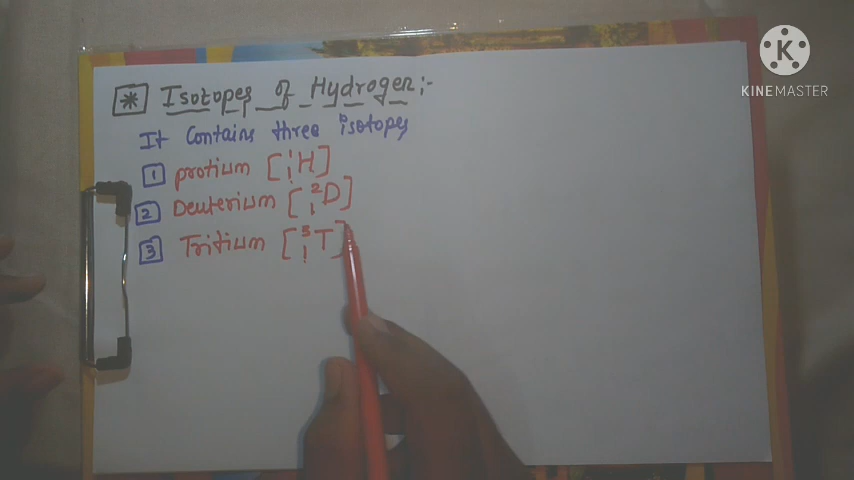 * Isotopes of Hydrogen:-
It Contains three isotopes
1 protium [¹₁H]
2 Deuterium [²₁D]
3 Tritium [³₁T]
K
KINEMASTER